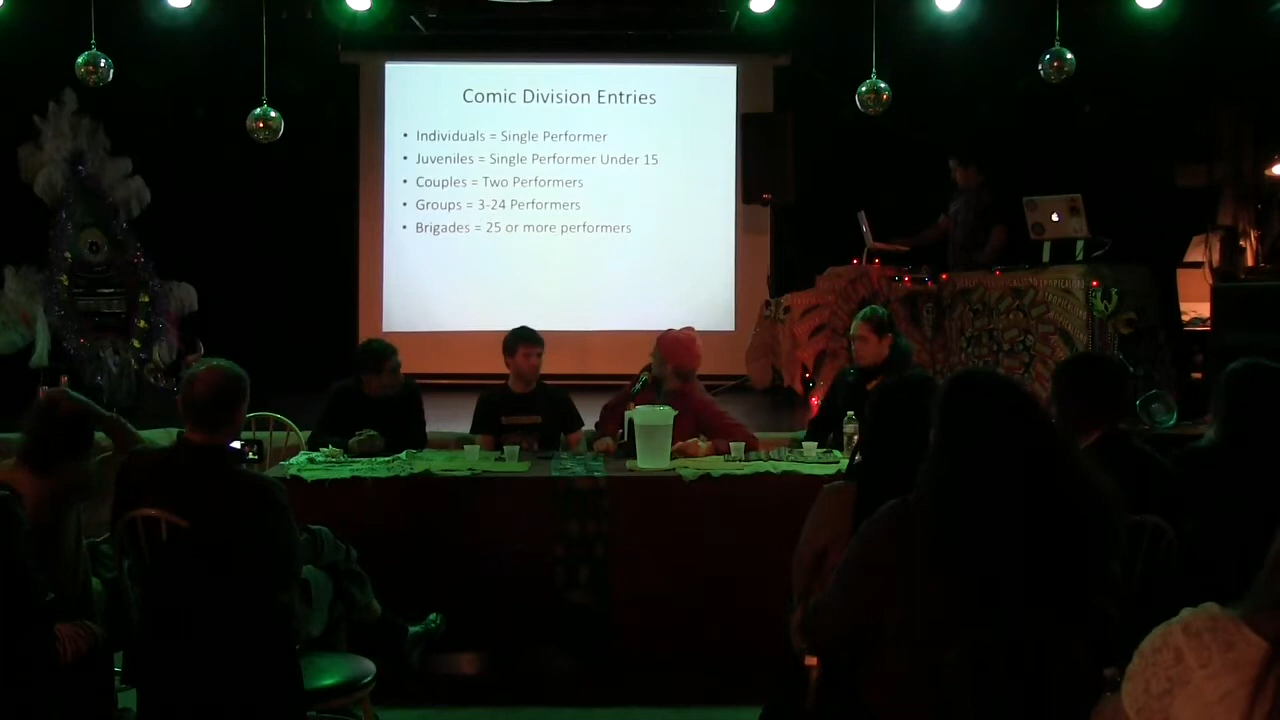 Comic Division Entries
• Individuals = Single Performer
• Juveniles = Single Performer Under 15
• Couples = Two Performers
• Groups = 3-24 Performers
• Brigades = 25 or more performers